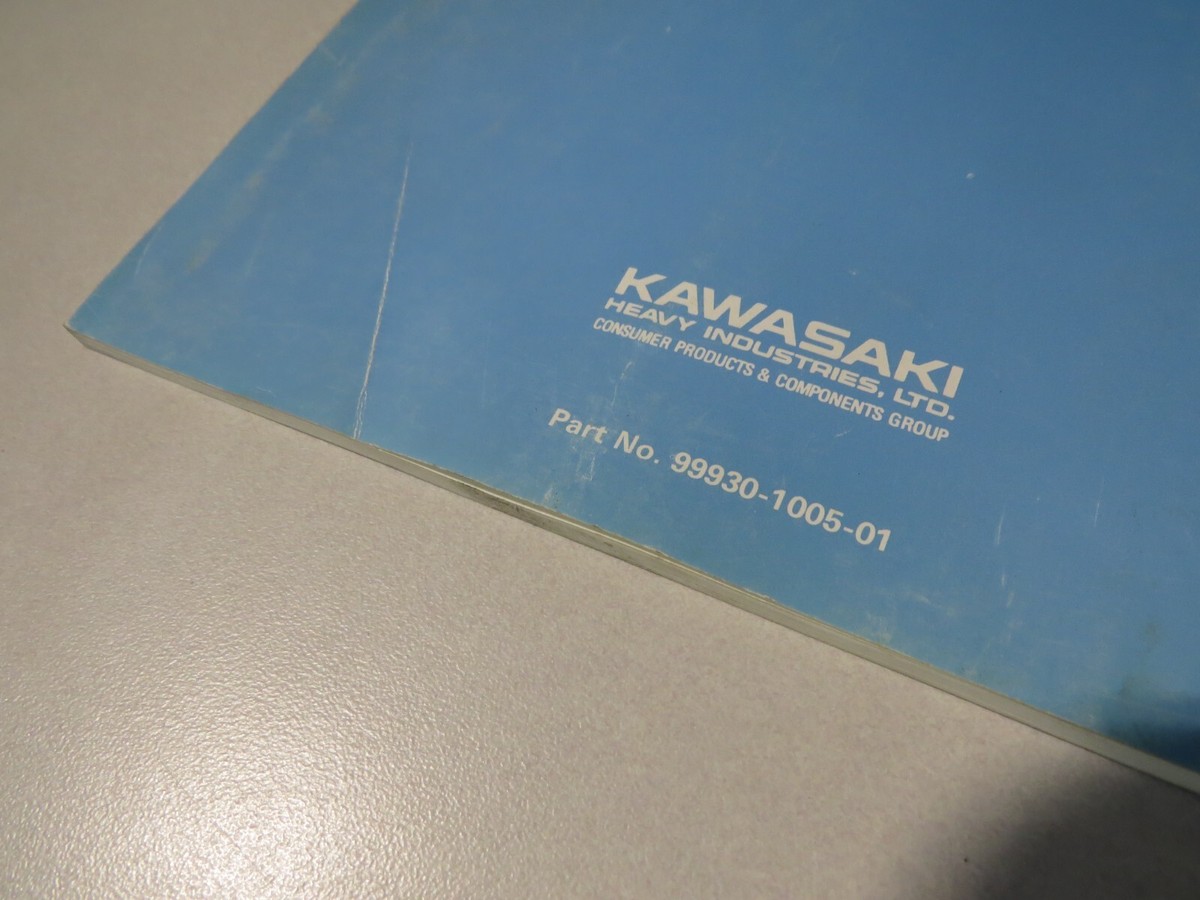 KAWASAKI
HEAVY INDUSTRIES, LTD.
CONSUMER PRODUCTS & COMPONENTS GROUP
Part No. 99930-1005-01